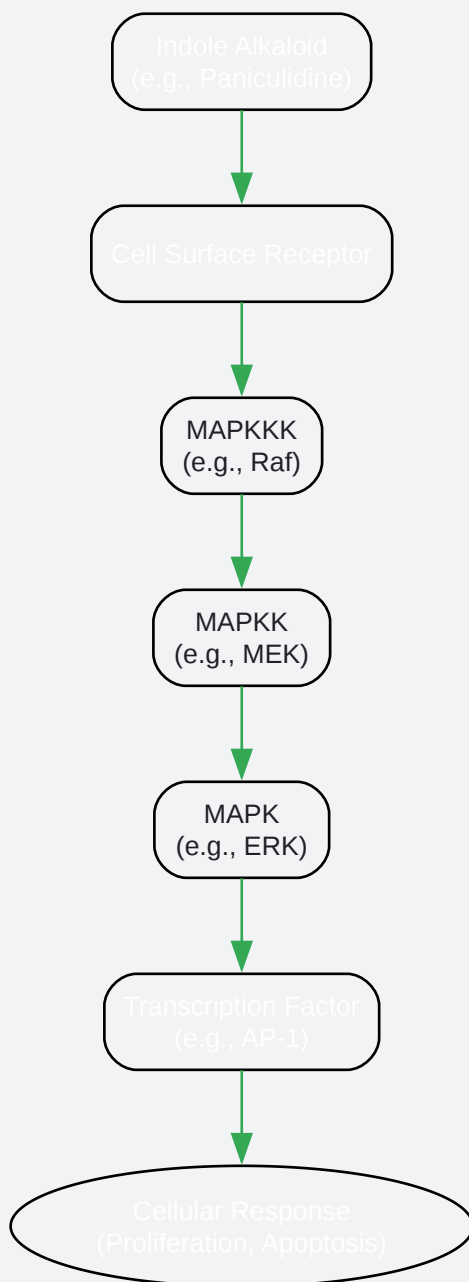 Indole Alkaloid
(e.g., Paniculidine)
Cell Surface Receptor
MAPKKK
(e.g., Raf)
MAPKK
(e.g., MEK)
MAPK
(e.g., ERK)
Transcription Factor
(e.g., AP-1)
Cellular Response
(Proliferation, Apoptosis)